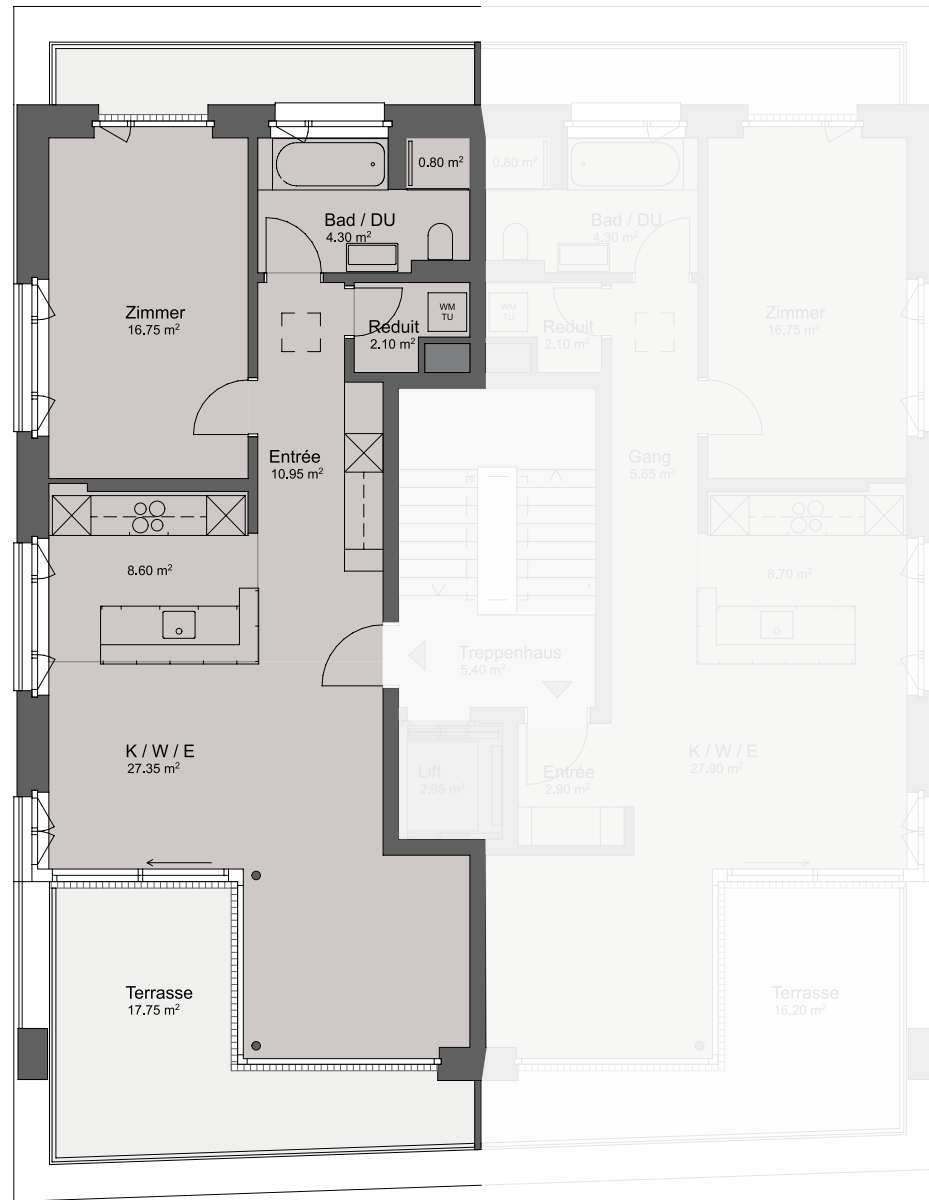 0.80 m²
0.80 m²
Bad / DU
4.30 m²
Bad / DU
4.30 m²
Zimmer
16.75 m²
WM
TU
Reduit
2.10 m²
WM
TU
Reduit
2.10 m²
Zimmer
16.75 m²
Entrée
10.95 m²
Gang
5.65 m²
8.60 m²
8.70 m²
Treppenhaus
5.40 m²
K / W / E
27.35 m²
Lift
2.95 m²
Entrée
2.90 m²
K / W / E
27.90 m²
Terrasse
17.75 m²
Terrasse
16.20 m²